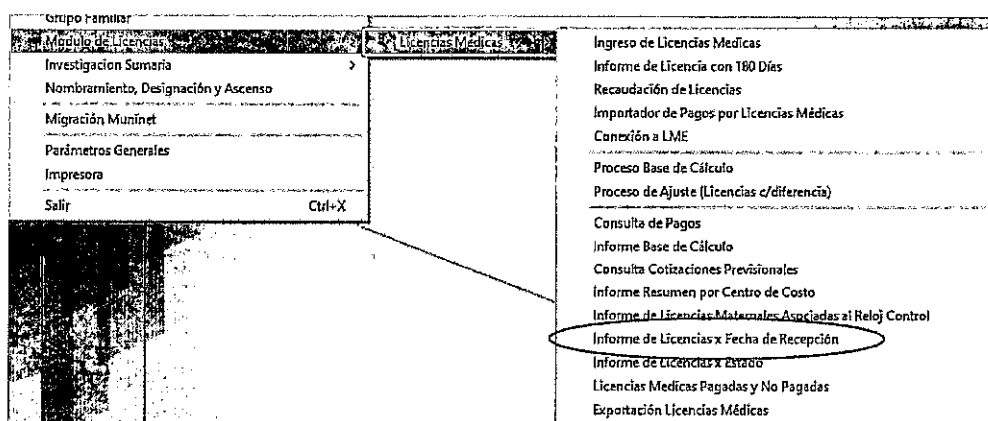 Grupo Familiar
Modulo de Licencias
Investigacion Sumaria >
Nombramiento, Designación y Ascenso
Migración Muninet
Parámetros Generales
Impresora
Salir Ctrl+X
Licencias Medicas
Ingreso de Licencias Medicas
Informe de Licencia con 180 Días
Recaudación de Licencias
Importador de Pagos por Licencias Médicas
Conexión a LME
Proceso Base de Cálculo
Proceso de Ajuste (Licencias c/diferencia)
Consulta de Pagos
Informe Base de Cálculo
Consulta Cotizaciones Previsionales
Informe Resumen por Centro de Costo
Informe de Licencias Maternales Asociadas al Reloj Control
Informe de Licencias x Fecha de Recepción
Informe de Licencias x Estado
Licencias Medicas Pagadas y No Pagadas
Exportación Licencias Médicas